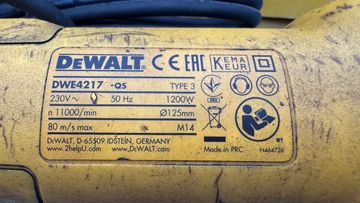 DEWALT CE EAC KEMA KEUR
DWE4217 -QS TYPE 3
230V~ 50 Hz 1200W
n 11000/min Ø125mm
80 m/s max M14
DEWALT, D-65509 IDSTEIN, GERMANY
www.2helpU.com /DEWALT.com Made in PRC N464726
WY